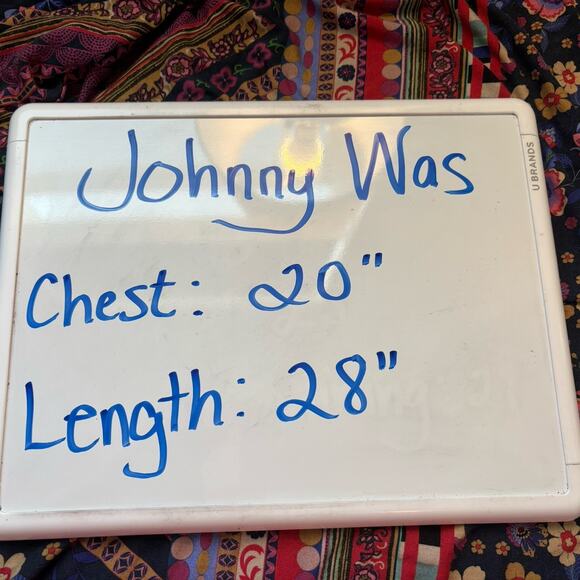 Johnny Was
Chest: 20"
Length: 28"
U BRANDS